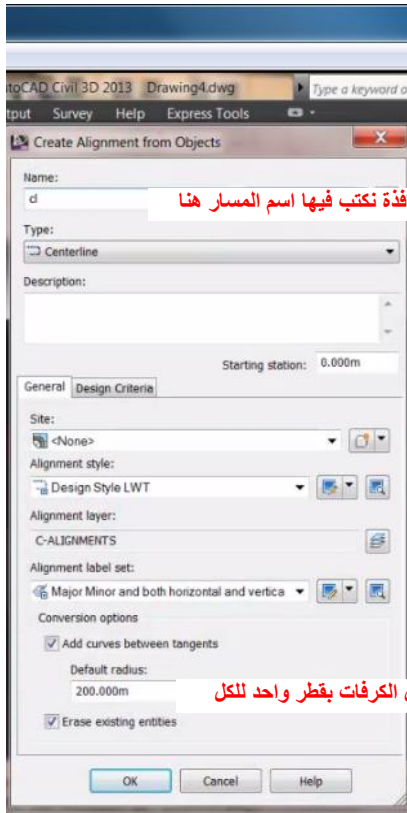 toCAD Civil 3D 2013 Drawing4.dwg Type a keyword o
tput Survey Help Express Tools
Create Alignment from Objects
Name:
cl
فذة نكتب فيها اسم المسار هنا
Type:
Centerline
Description:
Starting station: 0.000m
General Design Criteria
Site:
<None>
Alignment style:
Design Style LWT
Alignment layer:
C-ALIGNMENTS
Alignment label set:
Major Minor and both horizontal and vertica
Conversion options
Add curves between tangents
Default radius:
200.000m
الكرفات بقطر واحد للكل
Erase existing entities
OK Cancel Help